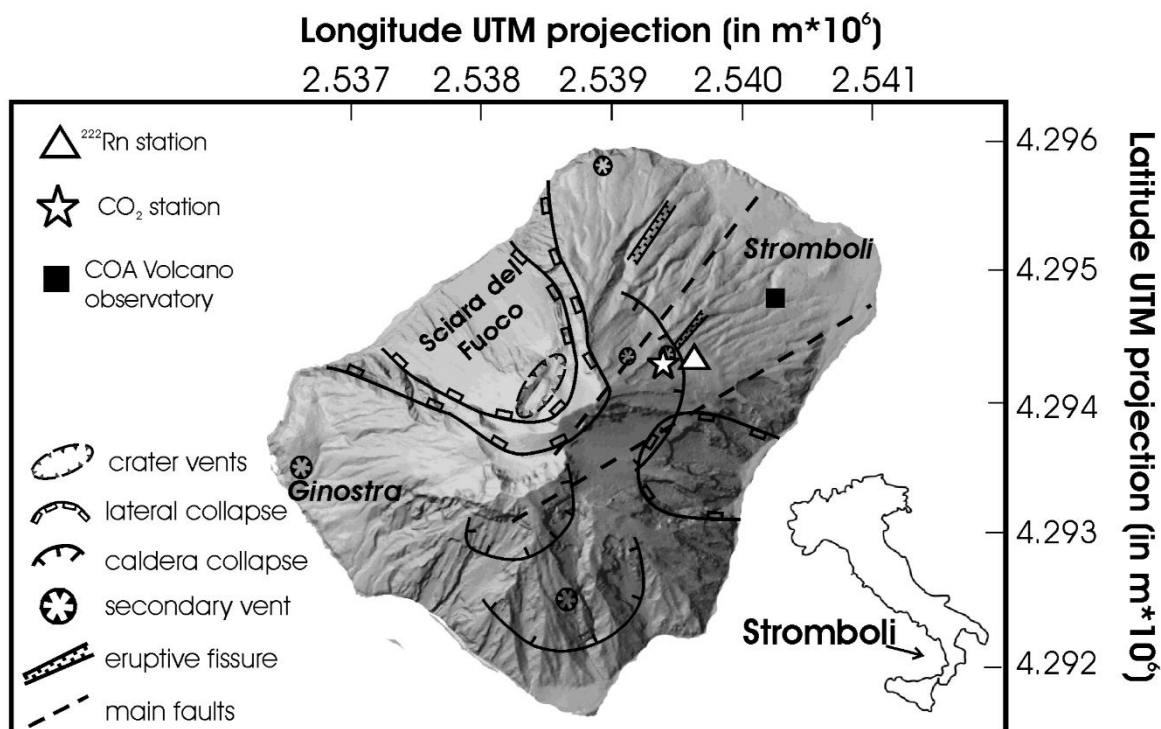 Longitude UTM projection (in m*10⁶)
2.537 2.538 2.539 2.540 2.541
²²²Rn station
CO₂ station
COA Volcano
observatory
4.296
4.295
4.294
4.293
4.292
Latitude UTM projection (in m*10⁶)
Stromboli
Sciara del
Fuoco
Ginostra
crater vents
lateral collapse
caldera collapse
secondary vent
eruptive fissure
main faults
Stromboli